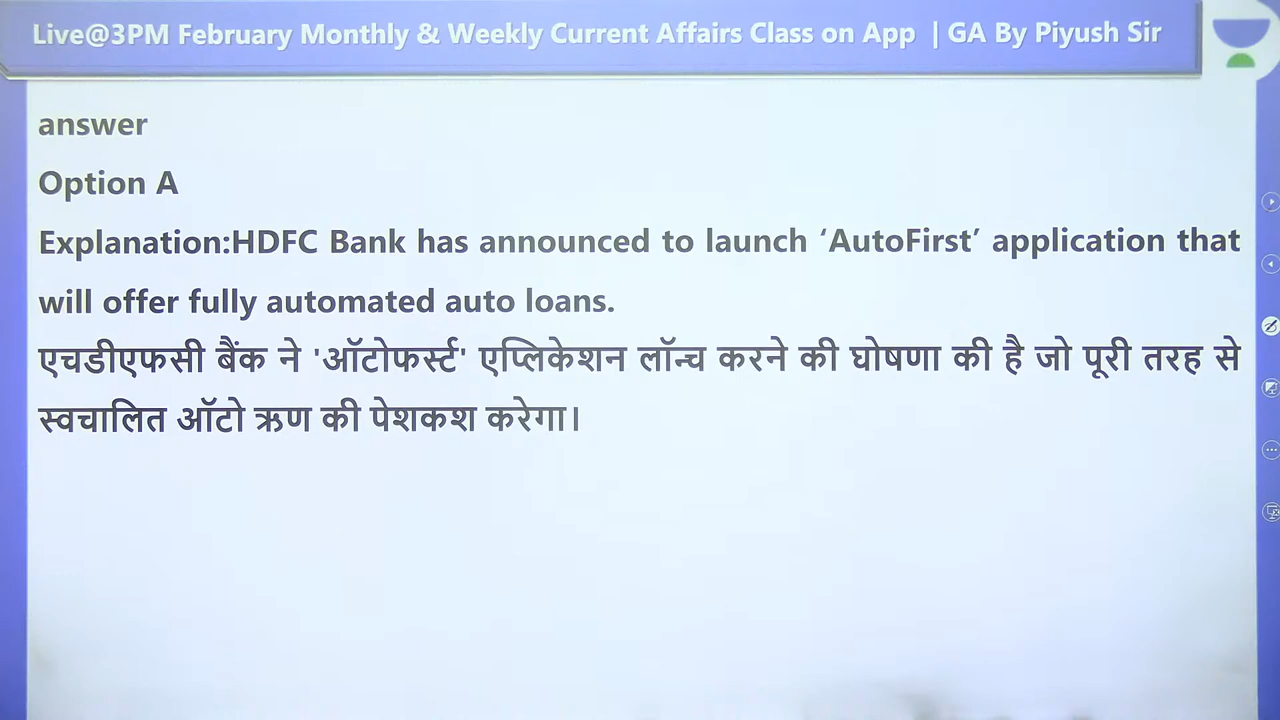 Live@3PM February Monthly & Weekly Current Affairs Class on App | GA By Piyush Sir
answer
Option A
Explanation:HDFC Bank has announced to launch ‘AutoFirst’ application that
will offer fully automated auto loans.
एचडीएफसी बैंक ने 'ऑटोफर्स्ट' एप्लिकेशन लॉन्च करने की घोषणा की है जो पूरी तरह से
स्वचालित ऑटो ऋण की पेशकश करेगा।